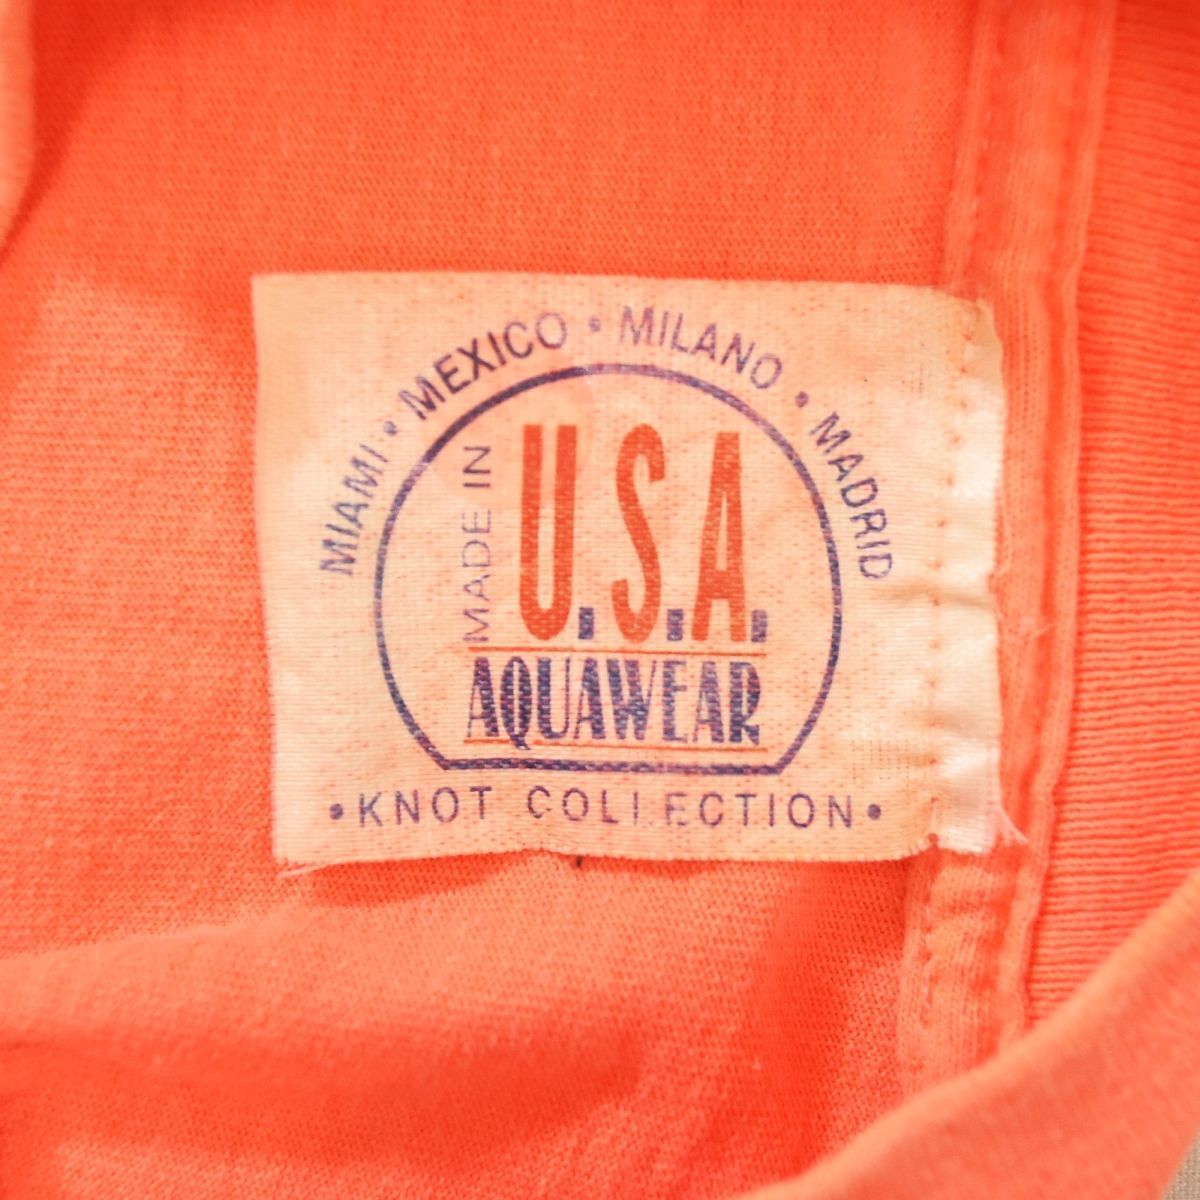 MIAMI • MEXICO • MILANO • MADRID
MADE IN
U.S.A.
AQUAWEAR
• KNOT COLLECTION •